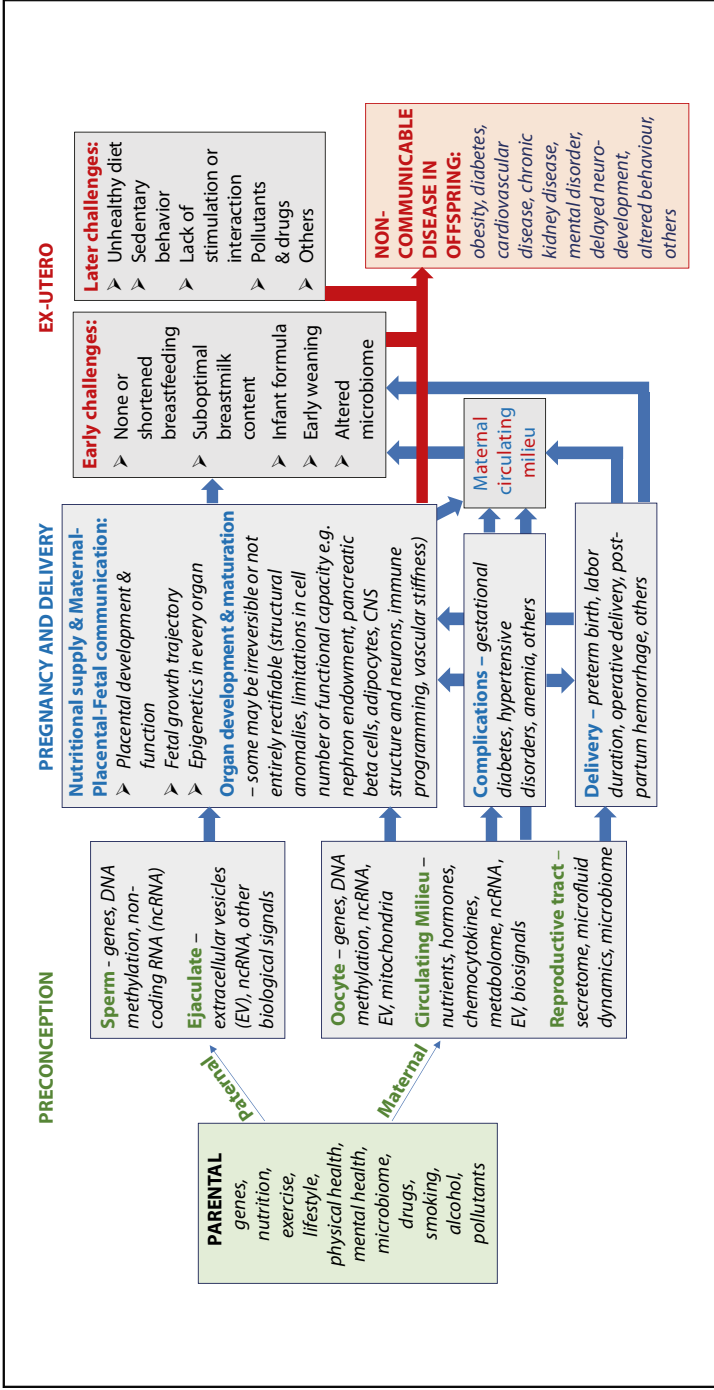 PRECONCEPTION
PREGNANCY AND DELIVERY
EX-UTERO
PARENTAL
genes,
nutrition,
exercise,
lifestyle,
physical health,
mental health,
microbiome,
drugs,
smoking,
alcohol,
pollutants
Paternal
Maternal
Sperm - genes, DNA
methylation, non-
coding RNA (ncRNA)
Ejaculate –
extracellular vesicles
(EV), ncRNA, other
biological signals
Oocyte – genes, DNA
methylation, ncRNA,
EV, mitochondria
Circulating Milieu –
nutrients, hormones,
chemocytokines,
metabolome, ncRNA,
EV, biosignals
Reproductive tract –
secretome, microfluid
dynamics, microbiome
Nutritional supply & Maternal-
Placental-Fetal communication:
➢ Placental development &
function
➢ Fetal growth trajectory
➢ Epigenetics in every organ
Organ development & maturation
– some may be irreversible or not
entirely rectifiable (structural
anomalies, limitations in cell
number or functional capacity e.g.
nephron endowment, pancreatic
beta cells, adipocytes, CNS
structure and neurons, immune
programming, vascular stiffness)
Complications – gestational
diabetes, hypertensive
disorders, anemia, others
Delivery – preterm birth, labor
duration, operative delivery, post-
partum hemorrhage, others
Maternal
circulating
milieu
Early challenges:
➢ None or
shortened
breastfeeding
➢ Suboptimal
breastmilk
content
➢ Infant formula
➢ Early weaning
➢ Altered
microbiome
Later challenges:
➢ Unhealthy diet
➢ Sedentary
behavior
➢ Lack of
stimulation or
interaction
➢ Pollutants
& drugs
➢ Others
NON-
COMMUNICABLE
DISEASE IN
OFFSPRING:
obesity, diabetes,
cardiovascular
disease, chronic
kidney disease,
mental disorder,
delayed neuro-
development,
altered behaviour,
others